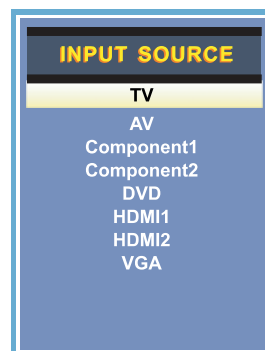 INPUT SOURCE
TV
AV
Component1
Component2
DVD
HDMI1
HDMI2
VGA